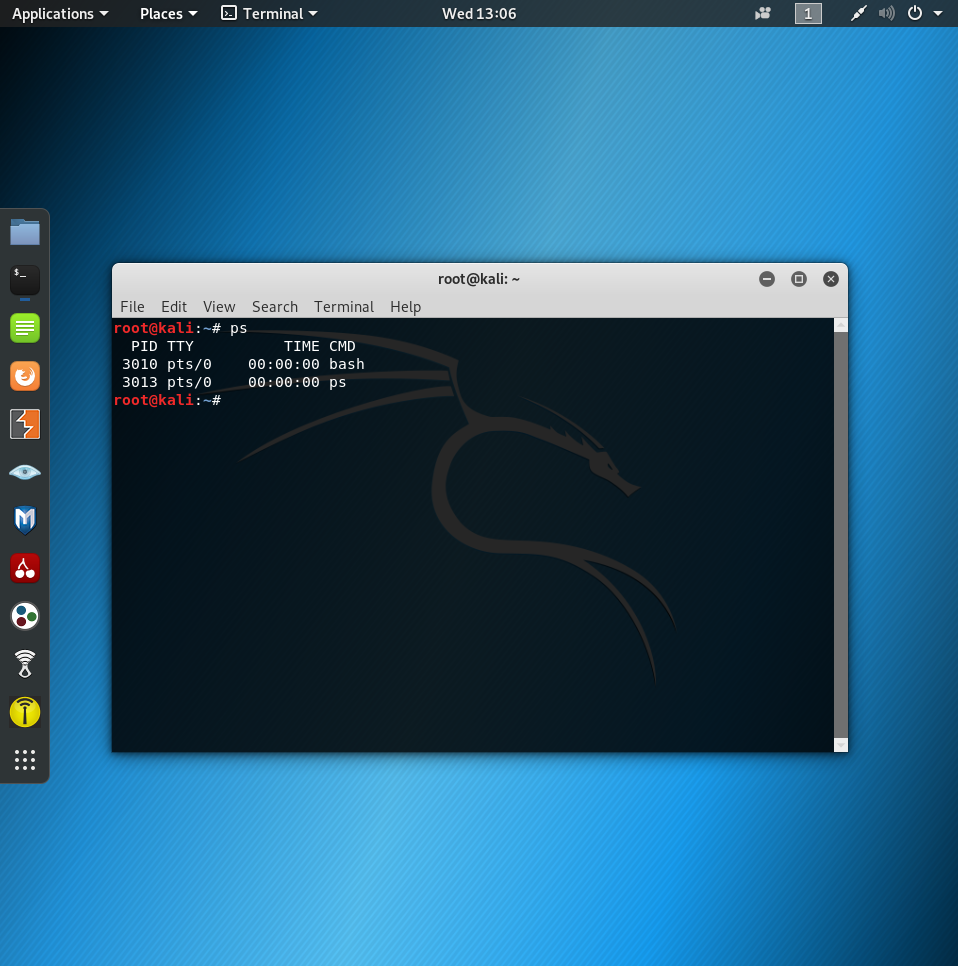 Applications Places Terminal Wed 13:06 1
root@kali: ~
File Edit View Search Terminal Help
root@kali:~# ps
  PID TTY          TIME CMD
 3010 pts/0    00:00:00 bash
 3013 pts/0    00:00:00 ps
root@kali:~#
$_